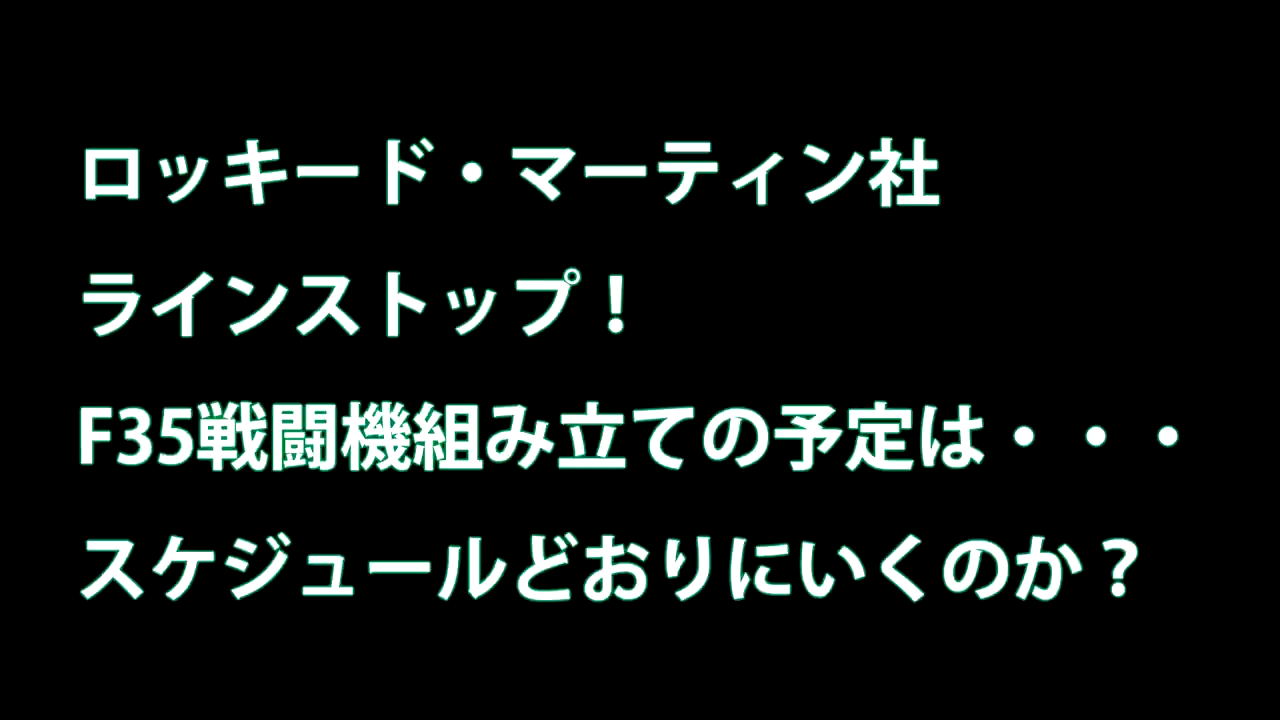 ロッキード・マーティン社
ラインストップ！
F35戦闘機組み立ての予定は・・・
スケジュールどおりにいくのか？